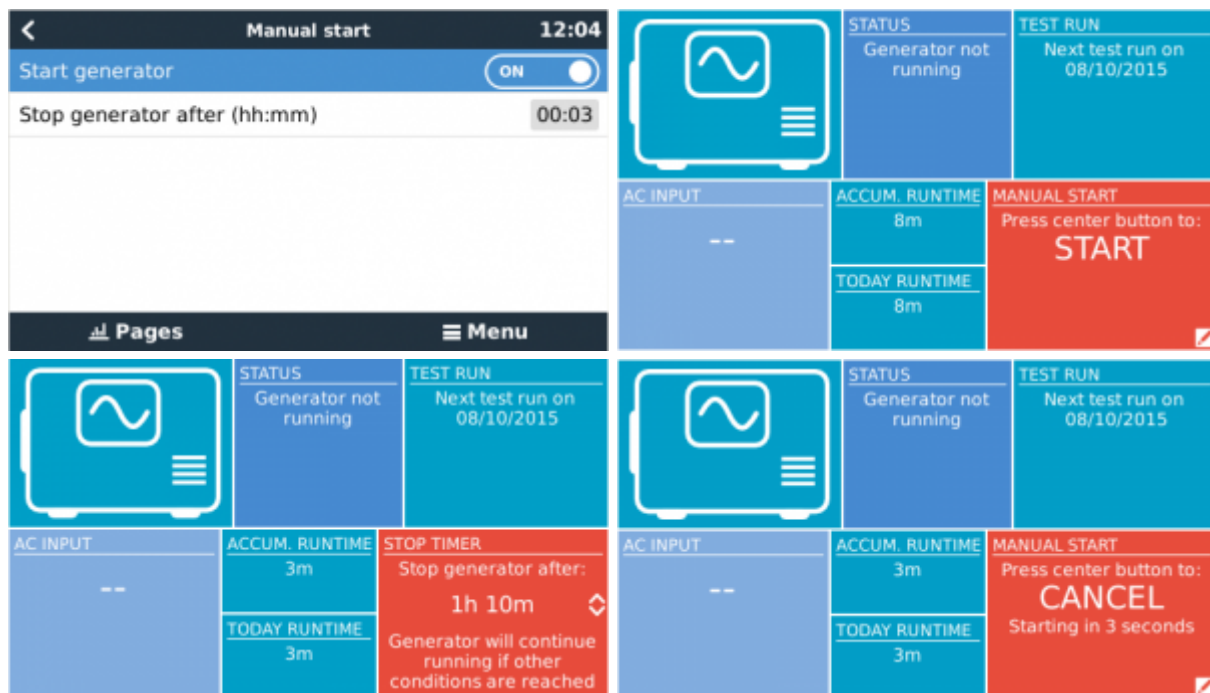 Manual start 12:04
Start generator ON
Stop generator after (hh:mm) 00:03
Pages Menu
STATUS
Generator not
running
TEST RUN
Next test run on
08/10/2015
AC INPUT
--
ACCUM. RUNTIME
8m
TODAY RUNTIME
8m
MANUAL START
Press center button to:
START
STATUS
Generator not
running
TEST RUN
Next test run on
08/10/2015
AC INPUT
--
ACCUM. RUNTIME
3m
TODAY RUNTIME
3m
STOP TIMER
Stop generator after:
1h 10m
Generator will continue
running if other
conditions are reached
STATUS
Generator not
running
TEST RUN
Next test run on
08/10/2015
AC INPUT
--
ACCUM. RUNTIME
3m
TODAY RUNTIME
3m
MANUAL START
Press center button to:
CANCEL
Starting in 3 seconds